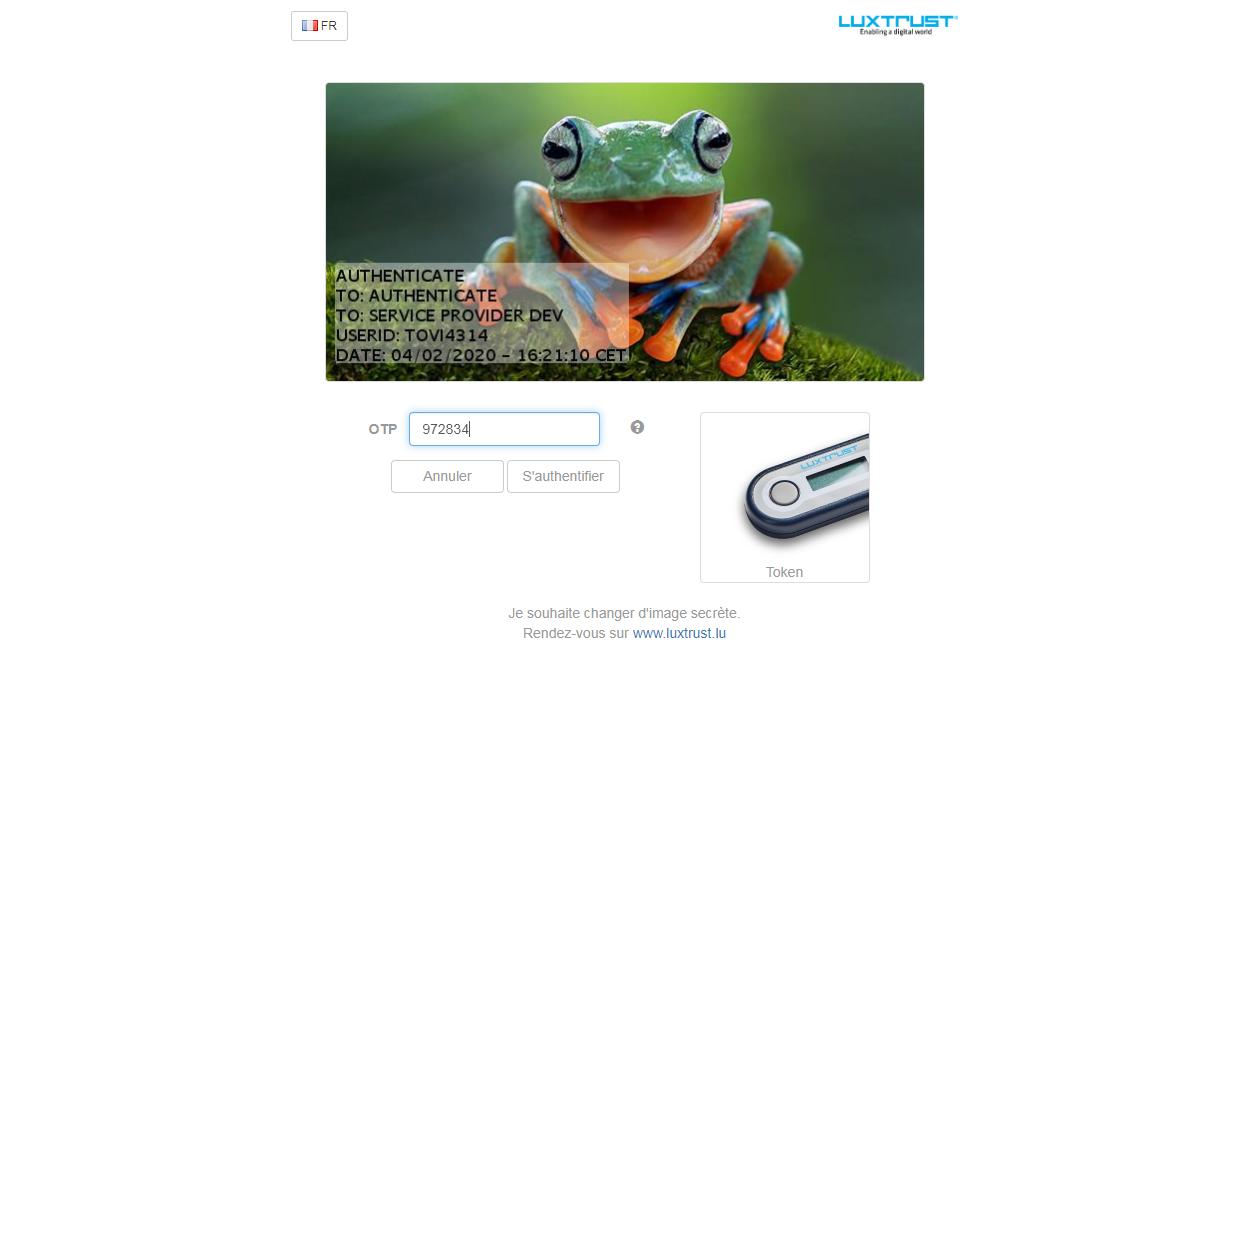 FR
LUXTRUST
Enabling a digital world
AUTHENTICATE
TO: AUTHENTICATE
TO: SERVICE PROVIDER DEV
USERID: TOVI4314
DATE: 04/02/2020 - 16:21:10 CET
OTP 972834
Annuler S'authentifier
LUXTRUST
Token
Je souhaite changer d'image secrète.
Rendez-vous sur www.luxtrust.lu